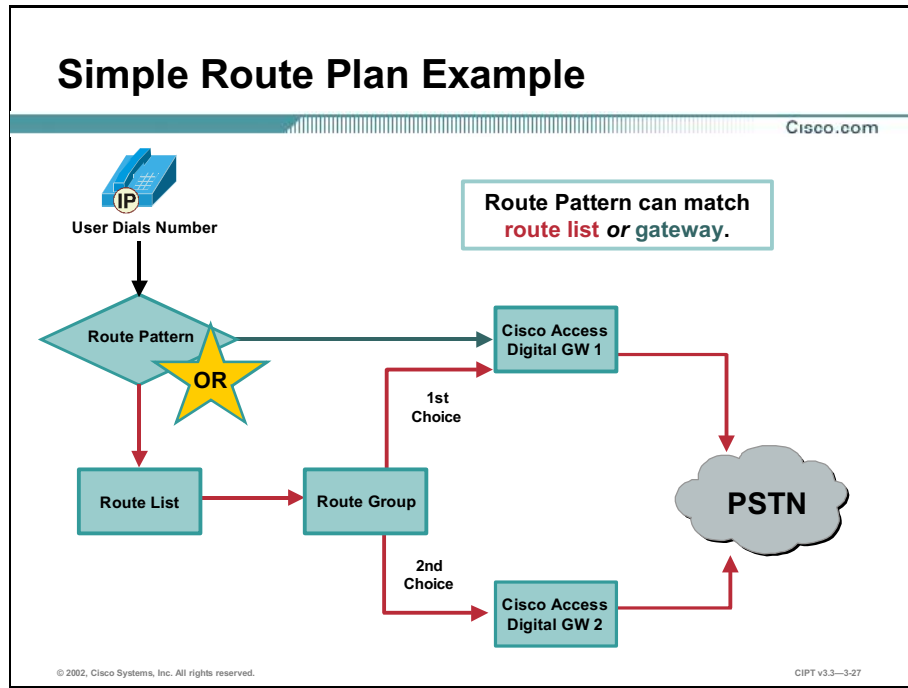 Simple Route Plan Example
Cisco.com
IP
User Dials Number
Route Pattern can match
route list or gateway.
Route Pattern
OR
Cisco Access
Digital GW 1
1st
Choice
Route List
Route Group
PSTN
2nd
Choice
Cisco Access
Digital GW 2
© 2002, Cisco Systems, Inc. All rights reserved.
CIPT v3.3—3-27